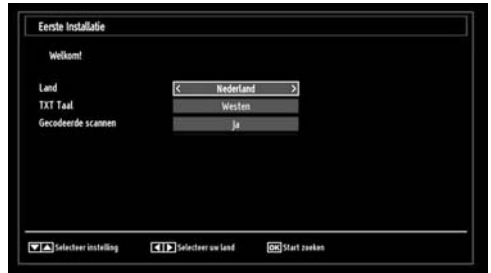 Eerste Installatie
Welkom!
Land < Nederland >
TXT Taal Westen
Gecodeerde scannen Ja
Selecteer instelling Selecteer uw land OK Start zoeken